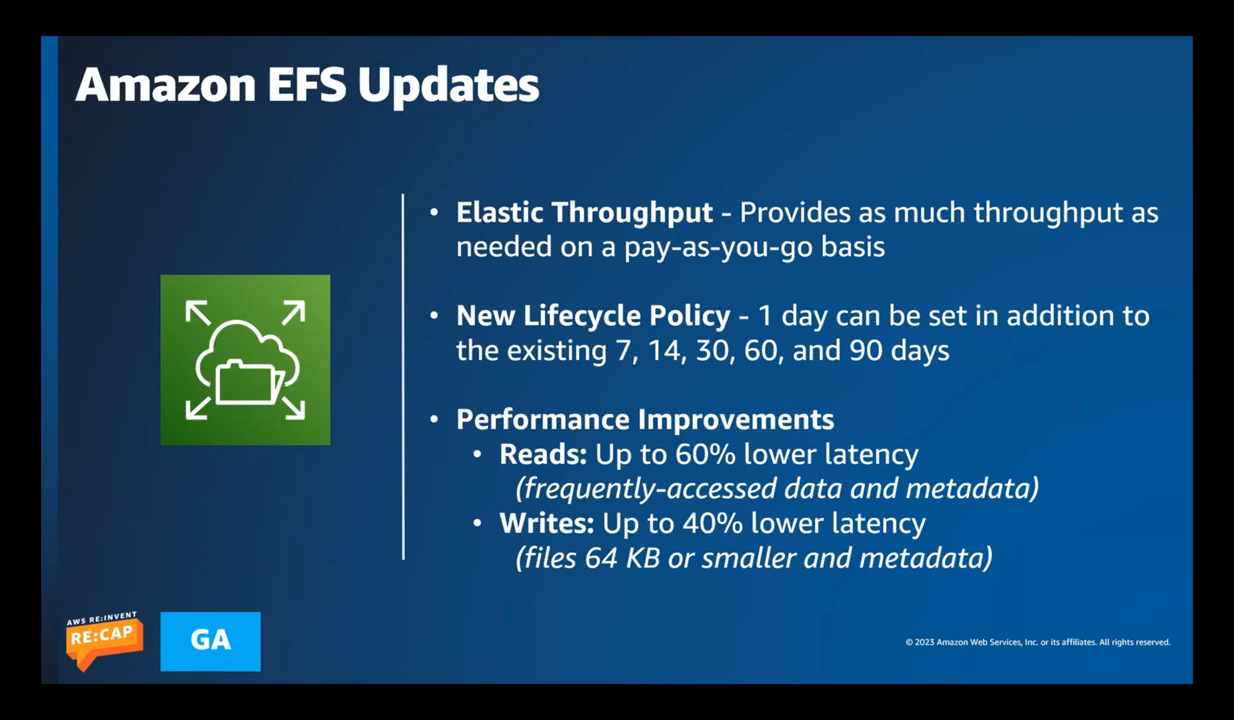 Amazon EFS Updates
• Elastic Throughput - Provides as much throughput as
needed on a pay-as-you-go basis
• New Lifecycle Policy - 1 day can be set in addition to
the existing 7, 14, 30, 60, and 90 days
• Performance Improvements
• Reads: Up to 60% lower latency
(frequently-accessed data and metadata)
• Writes: Up to 40% lower latency
(files 64 KB or smaller and metadata)
AWS RE:INVENT
RE:CAP
GA
© 2023 Amazon Web Services, Inc. or its affiliates. All rights reserved.